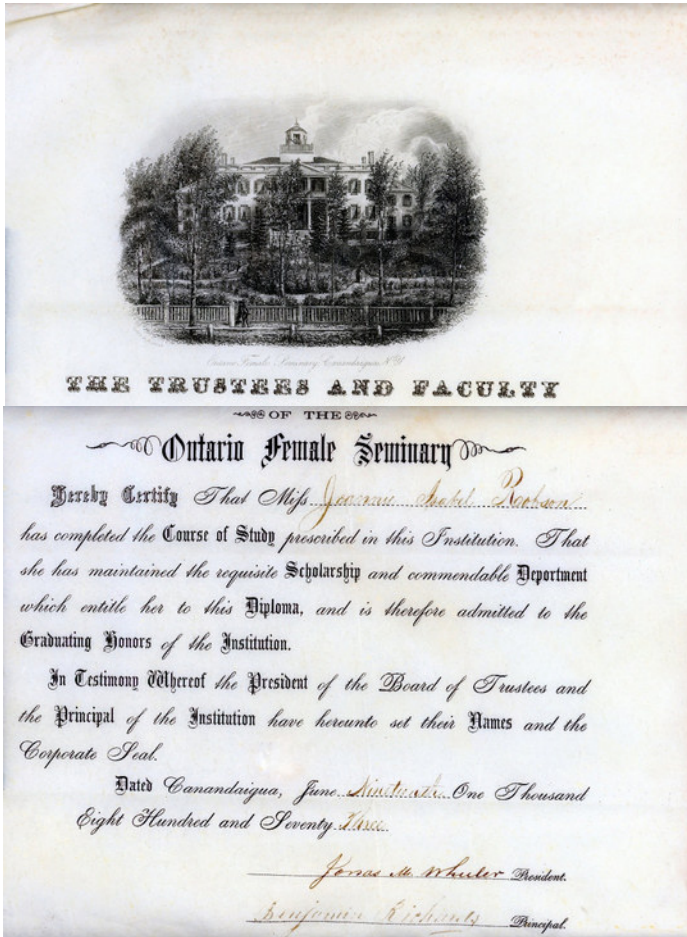 Ontario Female Seminary, Canandaigua, N.Y.
THE TRUSTEES AND FACULTY
OF THE
Ontario Female Seminary
Hereby Certify That Miss Isabel Robson
has completed the Course of Study prescribed in this Institution. That
she has maintained the requisite Scholarship and commendable Deportment
which entitle her to this Diploma, and is therefore admitted to the
Graduating Honors of the Institution.
In Testimony Whereof the President of the Board of Trustees and
the Principal of the Institution have hereunto set their Names and the
Corporate Seal.
Dated Canandaigua, June Nineteenth One Thousand
Eight Hundred and Seventy Three
Jonas M. Wheeler President.
Benjamin Richards Principal.